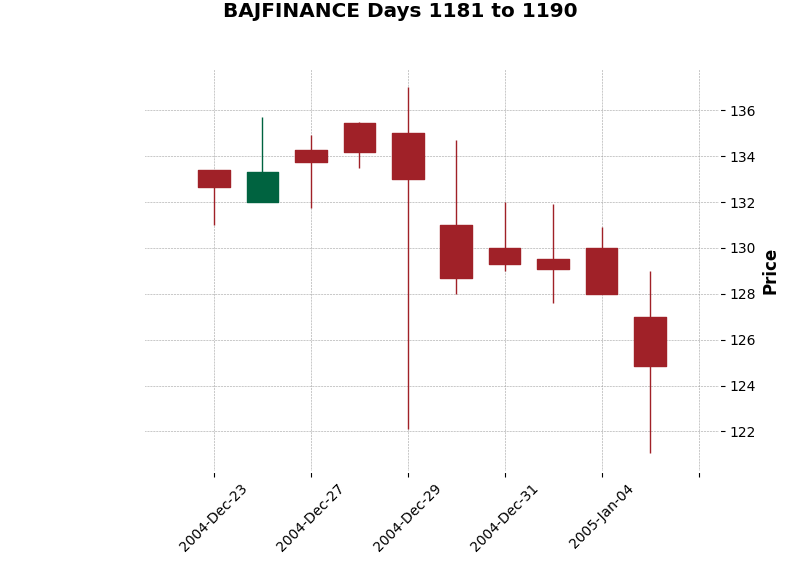 BAJFINANCE Days 1181 to 1190
136
134
132
130
128
126
124
122
Price
2004-Dec-23
2004-Dec-27
2004-Dec-29
2004-Dec-31
2005-Jan-04